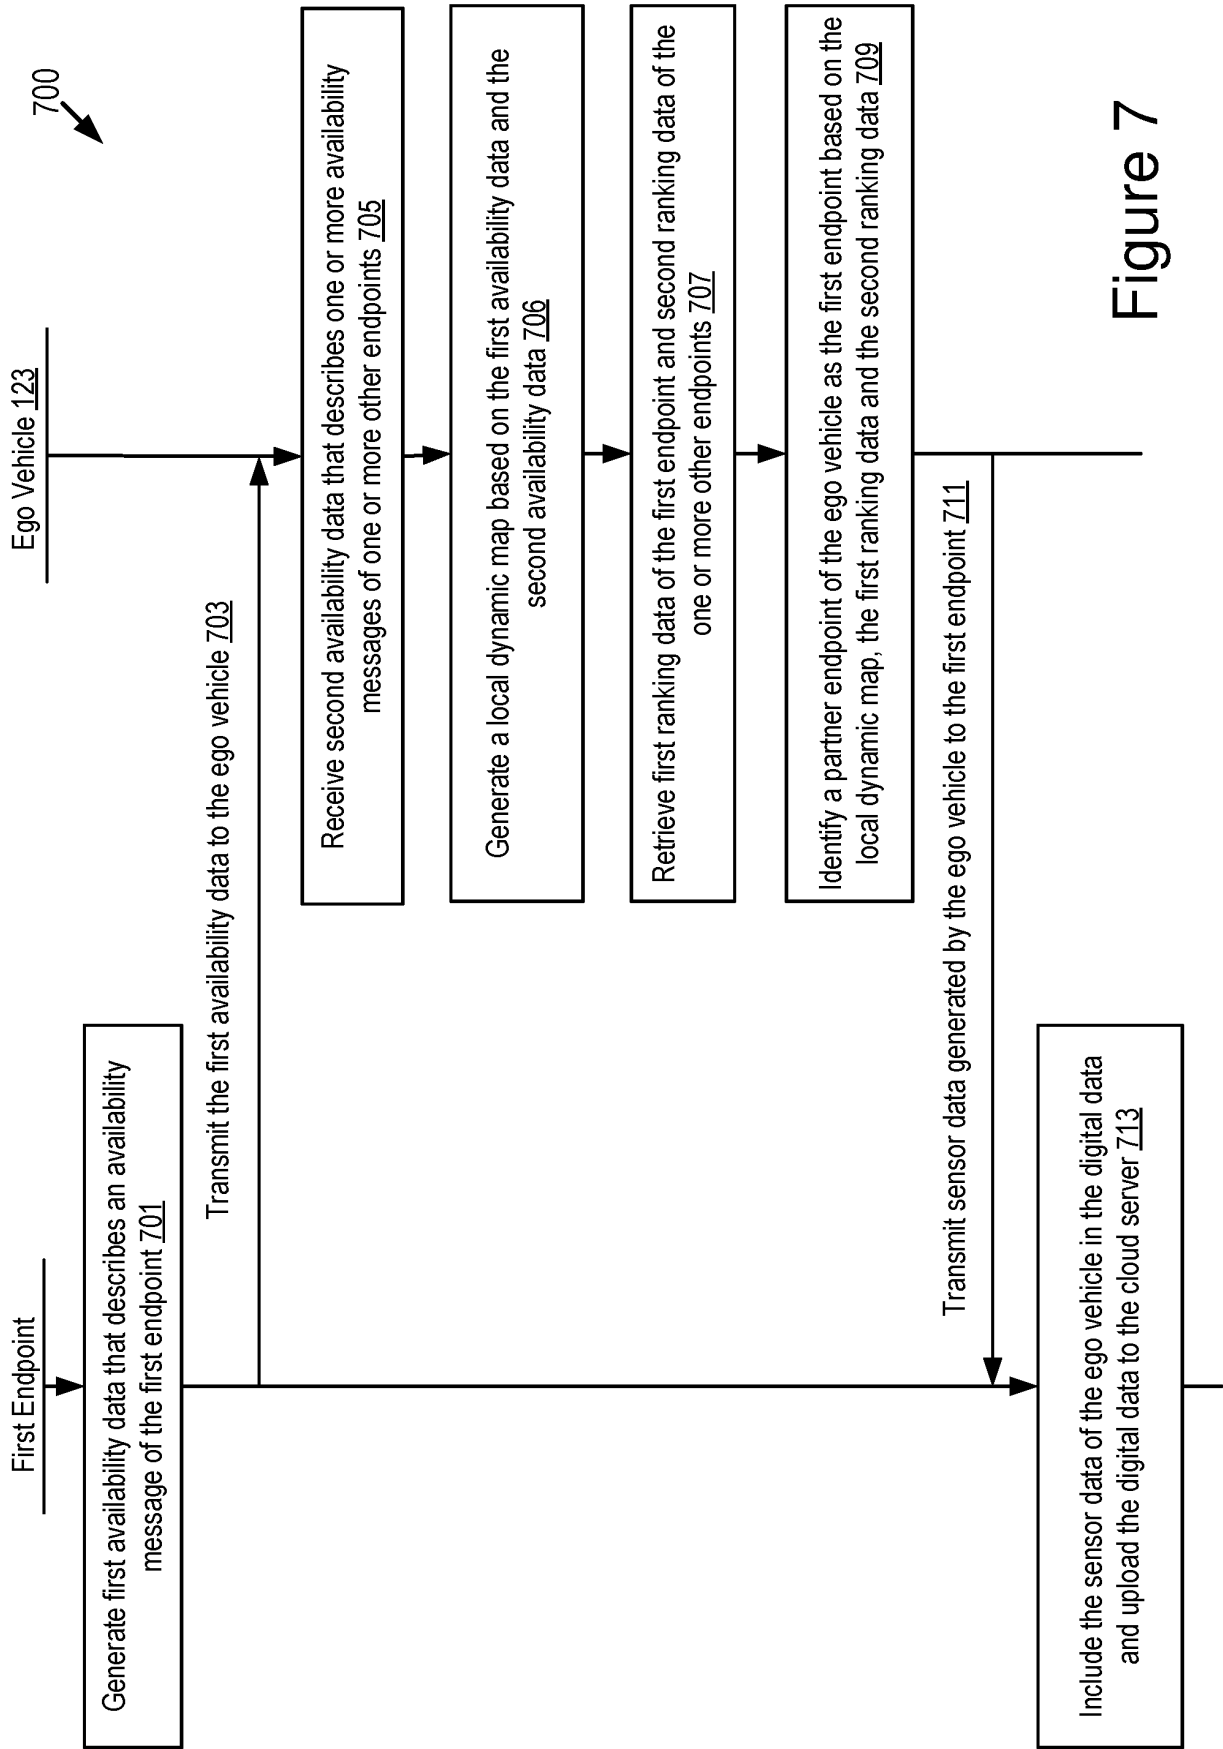 700
First Endpoint
Ego Vehicle 123
Generate first availability data that describes an availability
message of the first endpoint 701
Transmit the first availability data to the ego vehicle 703
Receive second availability data that describes one or more availability
messages of one or more other endpoints 705
Generate a local dynamic map based on the first availability data and the
second availability data 706
Retrieve first ranking data of the first endpoint and second ranking data of the
one or more other endpoints 707
Identify a partner endpoint of the ego vehicle as the first endpoint based on the
local dynamic map, the first ranking data and the second ranking data 709
Transmit sensor data generated by the ego vehicle to the first endpoint 711
Include the sensor data of the ego vehicle in the digital data
and upload the digital data to the cloud server 713
Figure 7